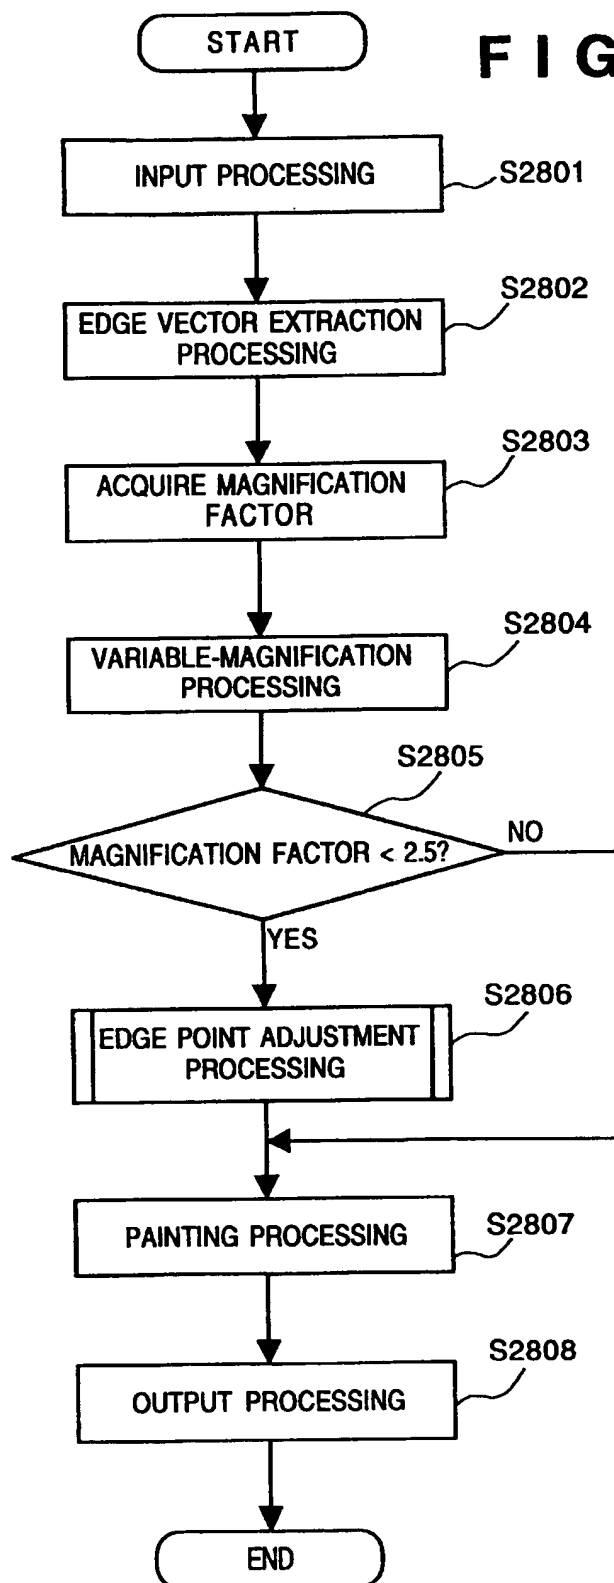 START
FIG
INPUT PROCESSING
S2801
S2802
EDGE VECTOR EXTRACTION
PROCESSING
S2803
ACQUIRE MAGNIFICATION
FACTOR
S2804
VARIABLE-MAGNIFICATION
PROCESSING
S2805
MAGNIFICATION FACTOR < 2.5?
NO
YES
S2806
EDGE POINT ADJUSTMENT
PROCESSING
PAINTING PROCESSING
S2807
S2808
OUTPUT PROCESSING
END